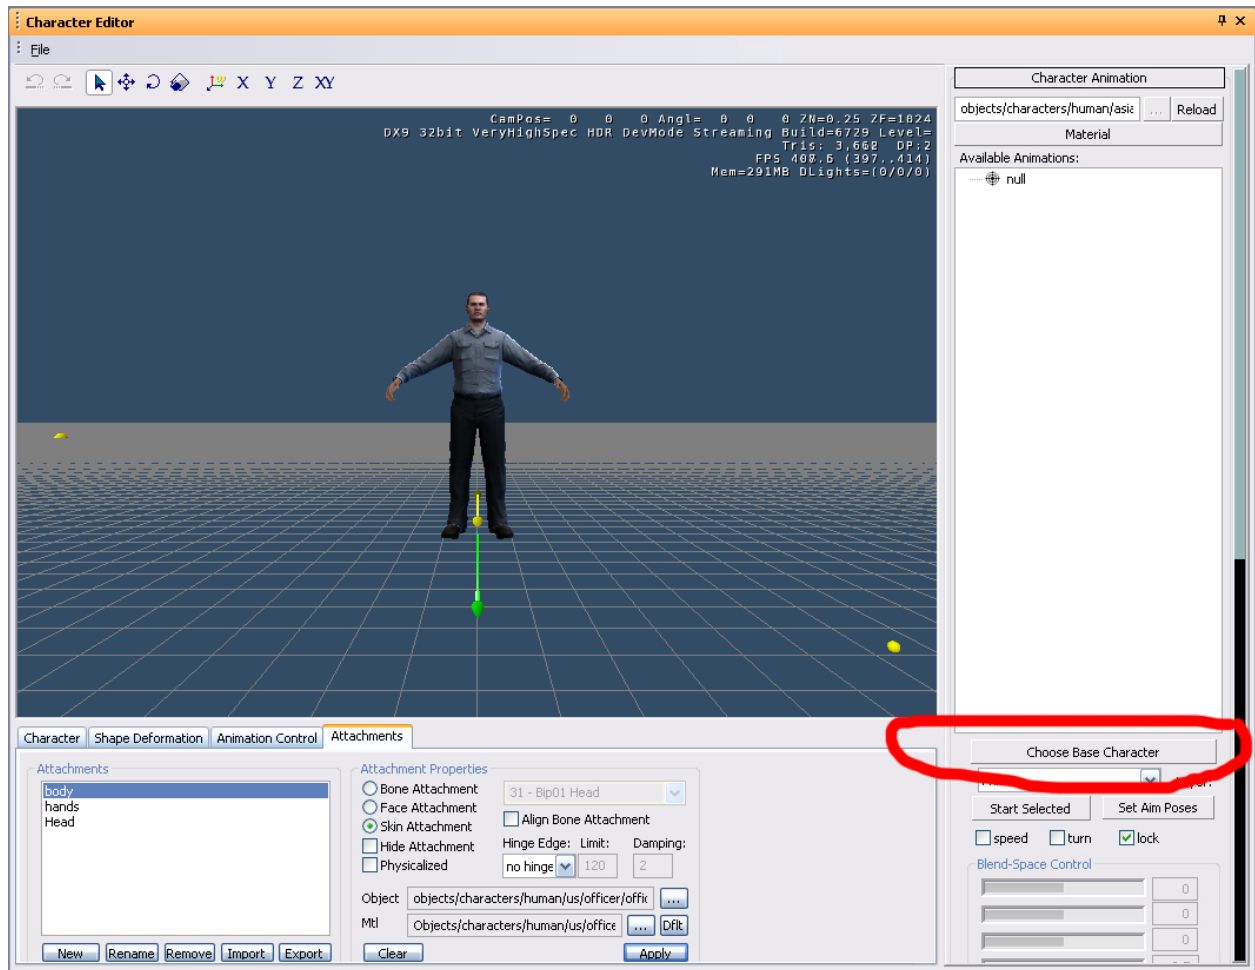 Character Editor
File
X Y Z XY
CamPos= 0 0 0 Angl= 0 0 0 ZN=0.25 ZF=1024
DX9 32bit VeryHighSpec HDR DevMode Streaming Build=6729 Level=
Tris: 3,668 DP:2
FPS 408.6 (397..414)
Mem=291MB DLights=(0/0/0)
Character Animation
objects/characters/human/asia
... Reload
Material
Available Animations:
null
Choose Base Character
Start Selected Set Aim Poses
speed turn lock
Blend-Space Control
0
0
0
Character Shape Deformation Animation Control Attachments
Attachments
body
hands
Head
New Rename Remove Import Export
Attachment Properties
Bone Attachment 31 - Bip01 Head
Face Attachment
Skin Attachment Align Bone Attachment
Hide Attachment Hinge Edge: Limit: Damping:
Physicalized no hinge 120 2
Object objects/characters/human/us/officer/offic ...
Mtl Objects/characters/human/us/office ... Dflt
Clear Apply